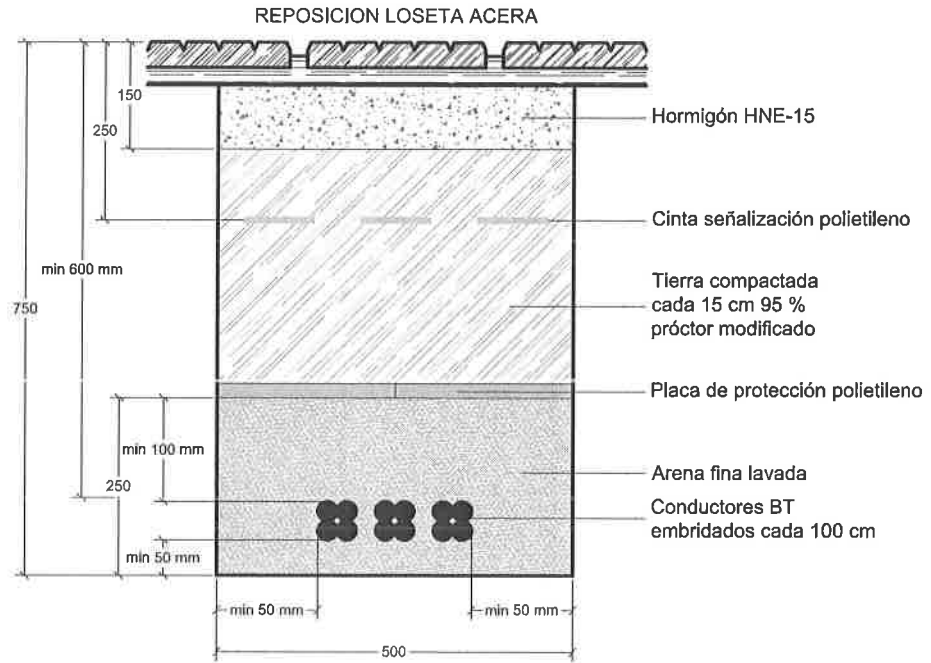 REPOSICION LOSETA ACERA
150
Hormigón HNE-15
250
Cinta señalización polietileno
min 600 mm
Tierra compactada
cada 15 cm 95 %
próctor modificado
750
Placa de protección polietileno
min 100 mm
Arena fina lavada
250
Conductores BT
embridados cada 100 cm
min 50 mm
min 50 mm
min 50 mm
500